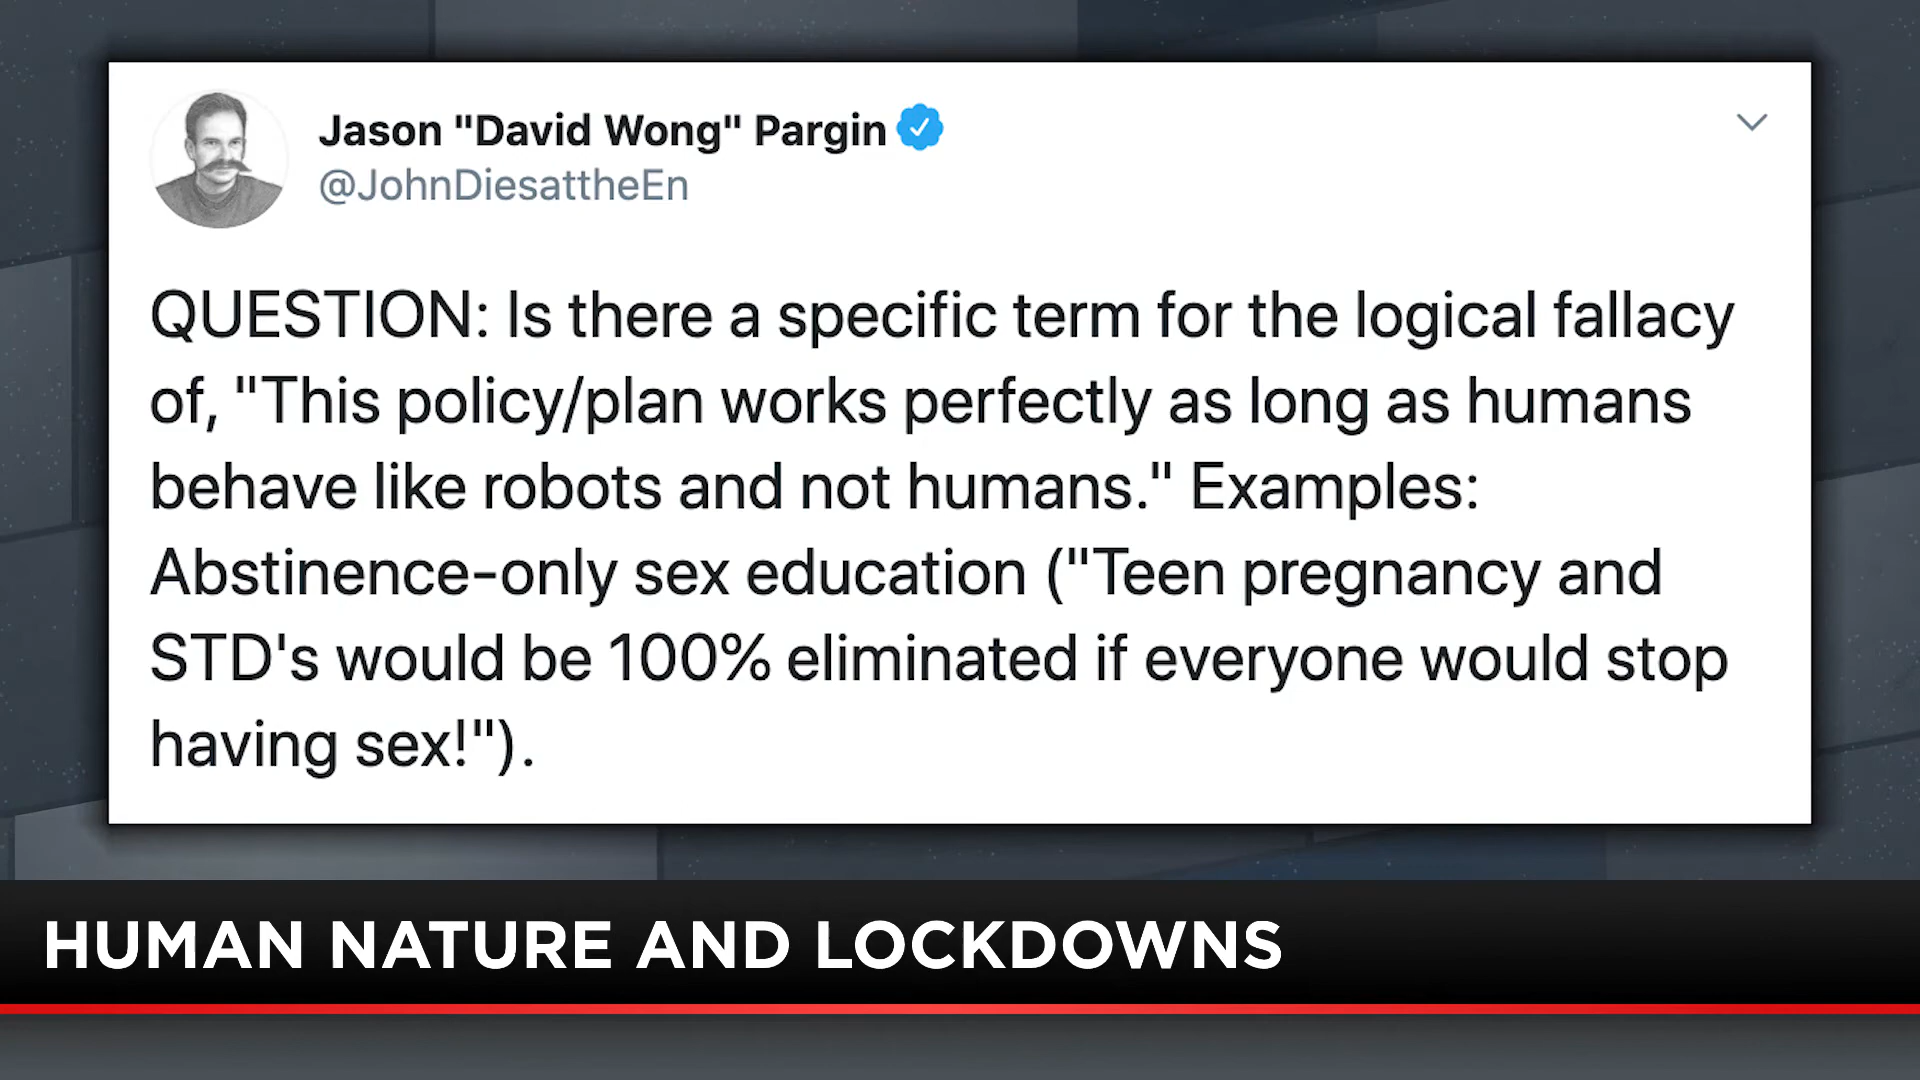 Jason "David Wong" Pargin
@JohnDiesattheEn
QUESTION: Is there a specific term for the logical fallacy
of, "This policy/plan works perfectly as long as humans
behave like robots and not humans." Examples:
Abstinence-only sex education ("Teen pregnancy and
STD's would be 100% eliminated if everyone would stop
having sex!").
HUMAN NATURE AND LOCKDOWNS